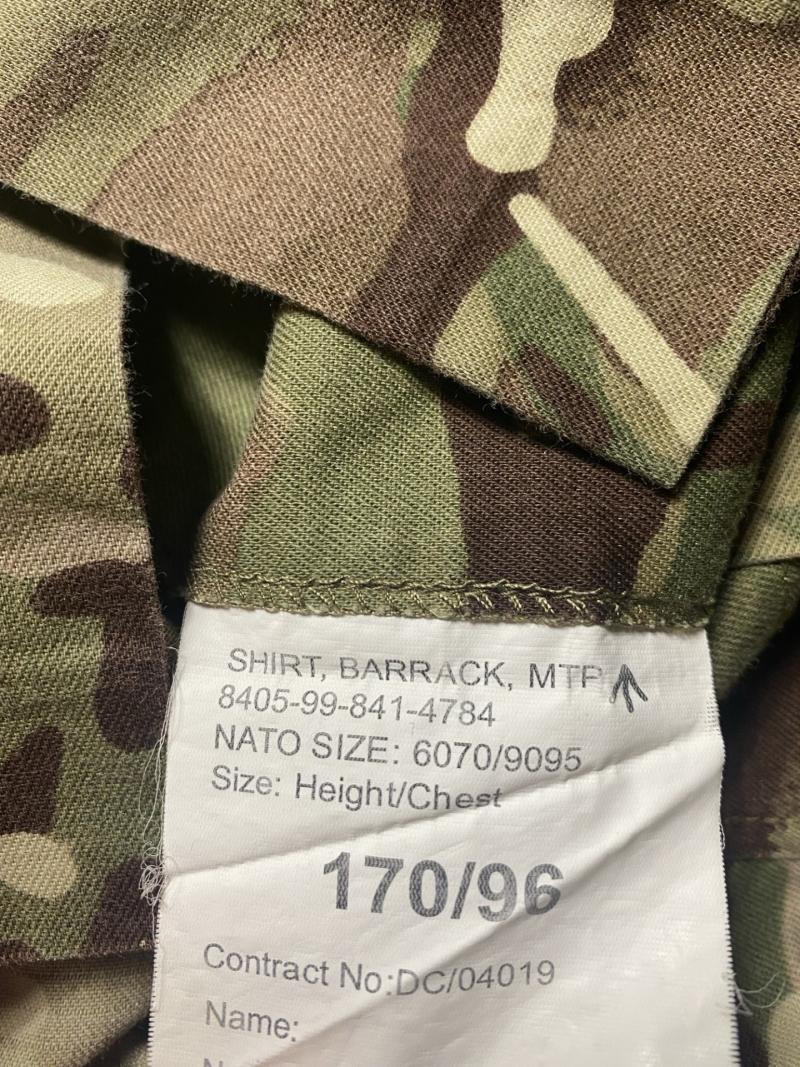 SHIRT, BARRACK, MTP
8405-99-841-4784
NATO SIZE: 6070/9095
Size: Height/Chest
170/96
Contract No:DC/04019
Name: